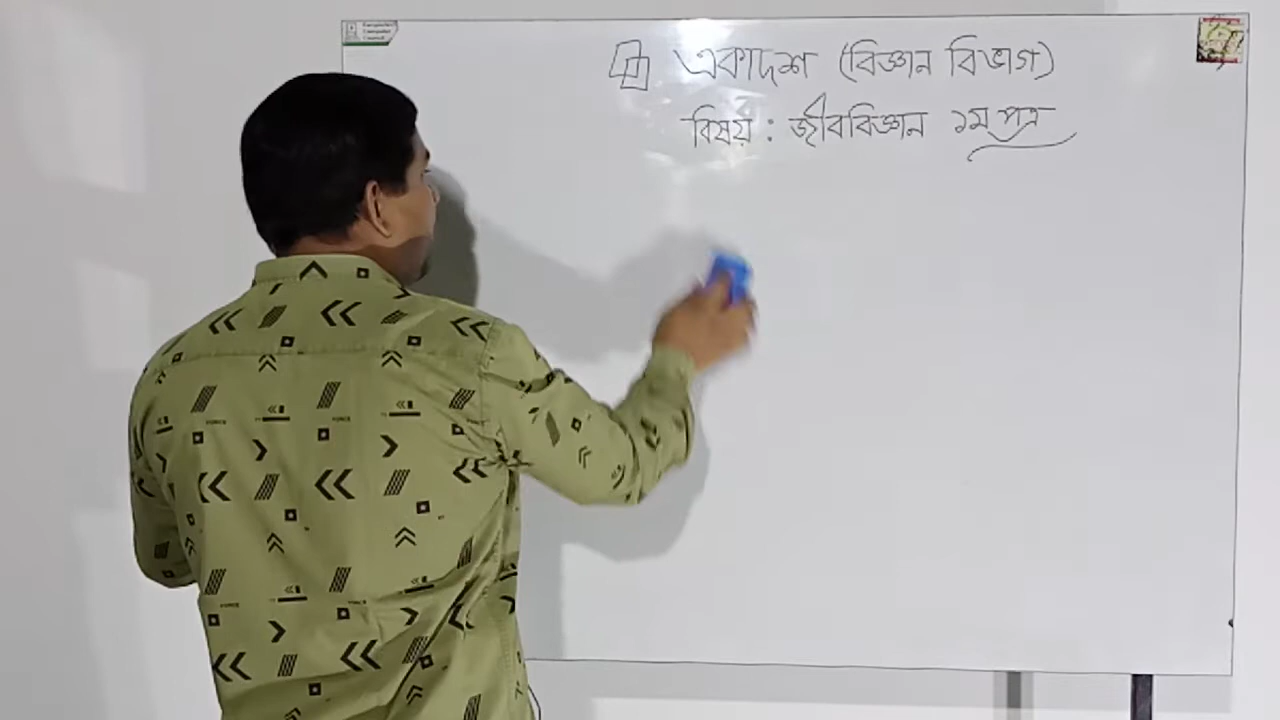 একাদশ (বিজ্ঞান বিভাগ)
বিষয় : জীববিজ্ঞান ১ম পত্র